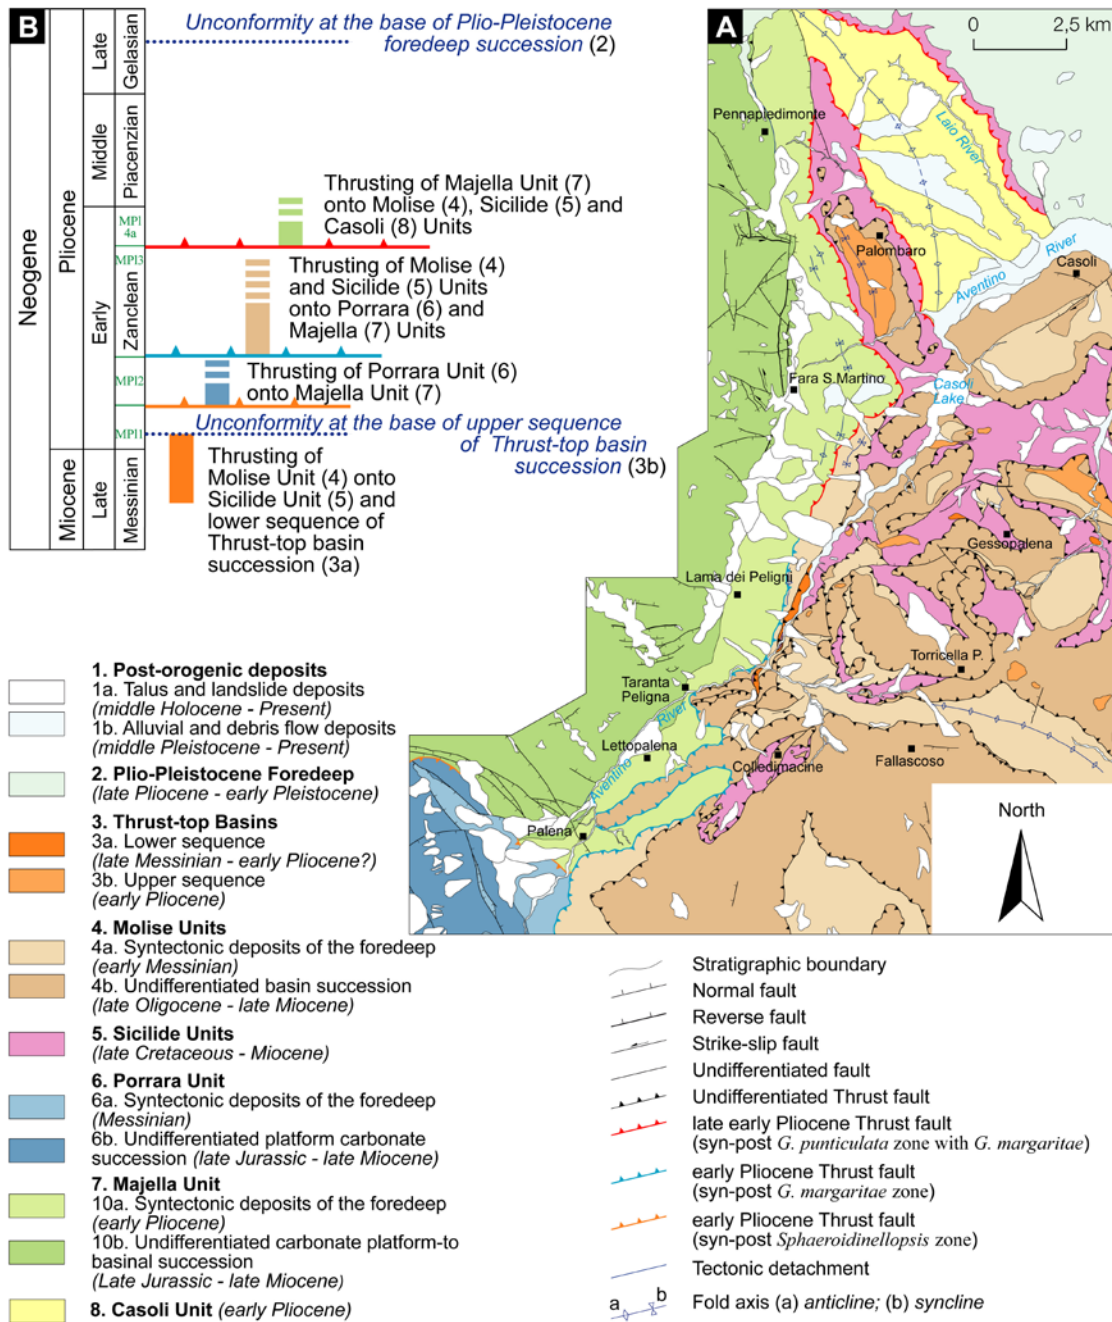 B
Neogene
Pliocene
Miocene
Late
Middle
Early
Late
Gelasian
Piacenzian
Zanclean
Messinian
MPl
4a
MPl3
MPl2
MPl1
Unconformity at the base of Plio-Pleistocene
foredeep succession (2)
Thrusting of Majella Unit (7)
onto Molise (4), Sicilide (5) and
Casoli (8) Units
Thrusting of Molise (4)
and Sicilide (5) Units
onto Porrara (6) and
Majella (7) Units
Thrusting of Porrara Unit (6)
onto Majella Unit (7)
Unconformity at the base of upper sequence
of Thrust-top basin
succession (3b)
Thrusting of
Molise Unit (4) onto
Sicilide Unit (5) and
lower sequence of
Thrust-top basin
succession (3a)
A
0 2,5 km
Pennapiedimonte
Laio River
Palombaro
Aventino River
Casoli
Fara S.Martino
Casoli
Lake
Gessopalena
Lama dei Peligni
Torricella P.
Taranta
Peligna
Aventino River
Lettopalena
Colledimacine
Fallascoso
Palena
North
1. Post-orogenic deposits
1a. Talus and landslide deposits
(middle Holocene - Present)
1b. Alluvial and debris flow deposits
(middle Pleistocene - Present)
2. Plio-Pleistocene Foredeep
(late Pliocene - early Pleistocene)
3. Thrust-top Basins
3a. Lower sequence
(late Messinian - early Pliocene?)
3b. Upper sequence
(early Pliocene)
4. Molise Units
4a. Syntectonic deposits of the foredeep
(early Messinian)
4b. Undifferentiated basin succession
(late Oligocene - late Miocene)
5. Sicilide Units
(late Cretaceous - Miocene)
6. Porrara Unit
6a. Syntectonic deposits of the foredeep
(Messinian)
6b. Undifferentiated platform carbonate
succession (late Jurassic - late Miocene)
7. Majella Unit
10a. Syntectonic deposits of the foredeep
(early Pliocene)
10b. Undifferentiated carbonate platform-to
basinal succession
(Late Jurassic - late Miocene)
8. Casoli Unit (early Pliocene)
Stratigraphic boundary
Normal fault
Reverse fault
Strike-slip fault
Undifferentiated fault
Undifferentiated Thrust fault
late early Pliocene Thrust fault
(syn-post G. punticulata zone with G. margaritae)
early Pliocene Thrust fault
(syn-post G. margaritae zone)
early Pliocene Thrust fault
(syn-post Sphaeroidinellopsis zone)
Tectonic detachment
a b
Fold axis (a) anticline; (b) syncline